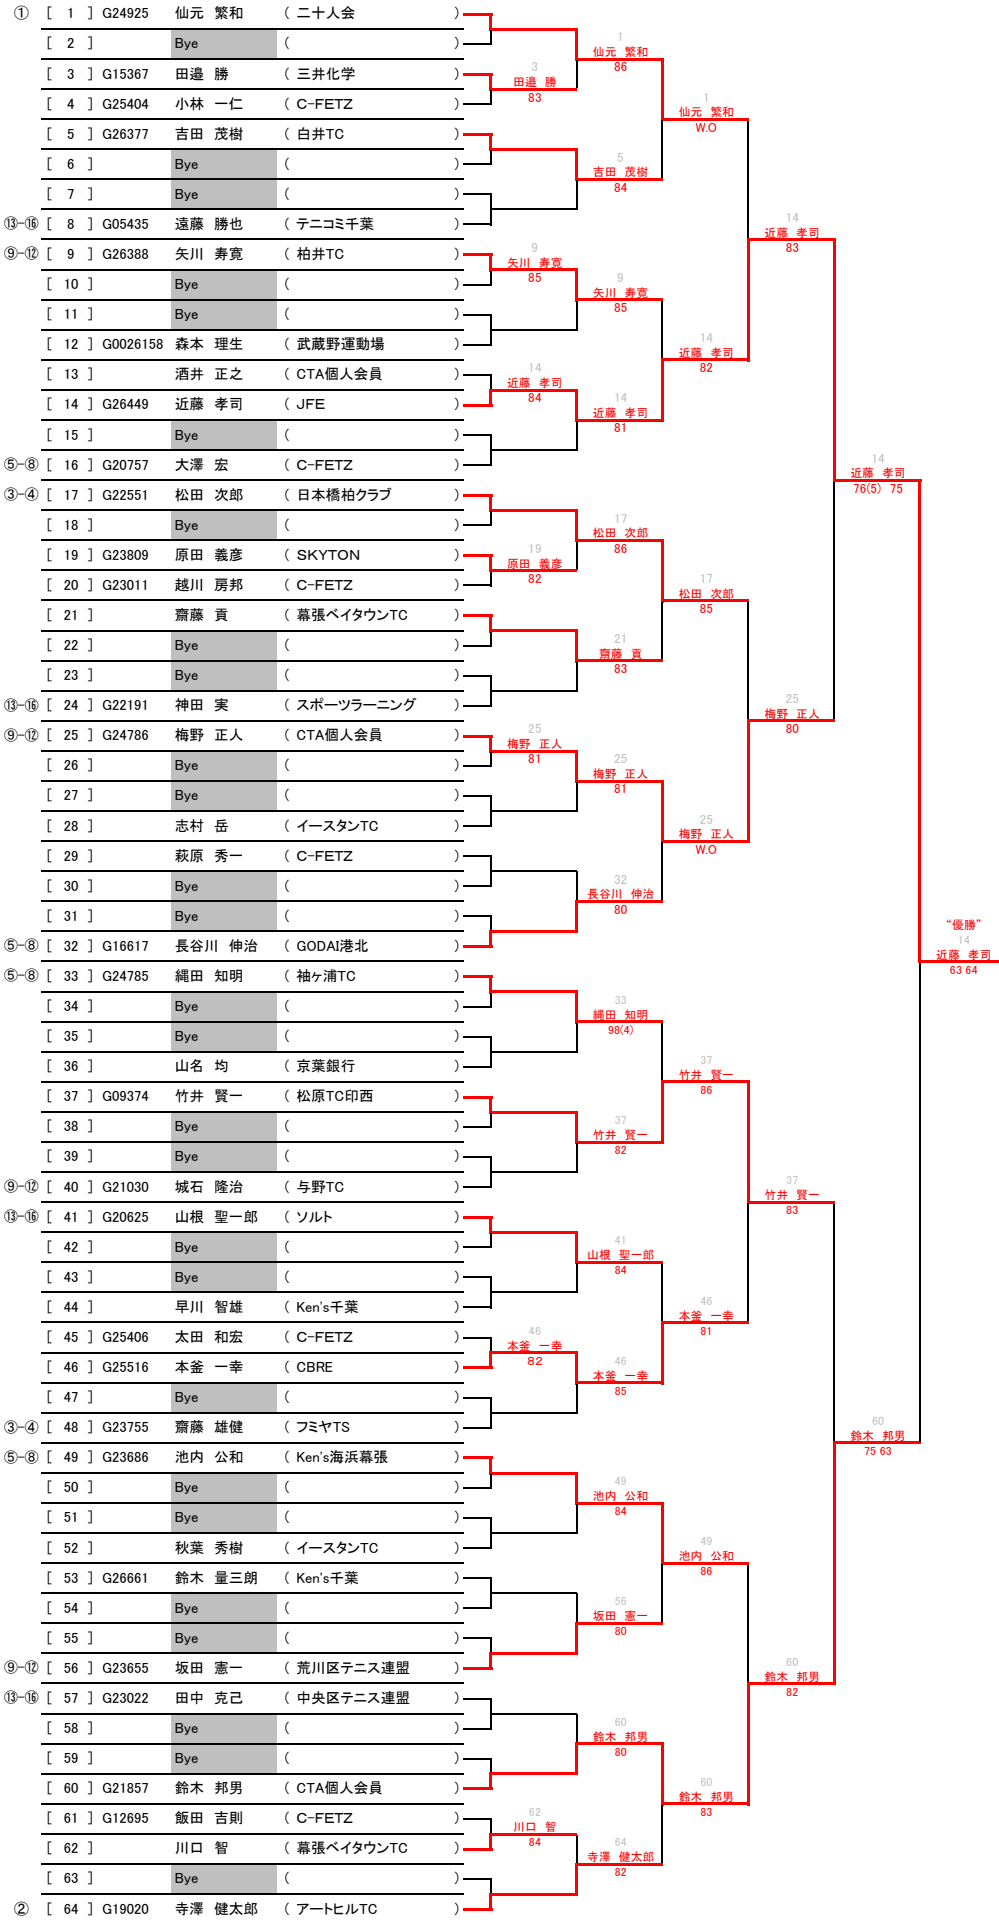 ① [ 1 ] G24925 仙元 繁和 ( 二十人会 )
[ 2 ] Bye ( )
[ 3 ] G15367 田邉 勝 ( 三井化学 )
[ 4 ] G25404 小林 一仁 ( C-FETZ )
[ 5 ] G26377 吉田 茂樹 ( 白井TC )
[ 6 ] Bye ( )
[ 7 ] Bye ( )
⑬-⑯ [ 8 ] G05435 遠藤 勝也 ( テニコミ千葉 )
⑨-⑫ [ 9 ] G26388 矢川 寿寛 ( 柏井TC )
[ 10 ] Bye ( )
[ 11 ] Bye ( )
[ 12 ] G0026158 森本 理生 ( 武蔵野運動場 )
[ 13 ] 酒井 正之 ( CTA個人会員 )
[ 14 ] G26449 近藤 孝司 ( JFE )
[ 15 ] Bye ( )
⑤-⑧ [ 16 ] G20757 大澤 宏 ( C-FETZ )
③-④ [ 17 ] G22551 松田 次郎 ( 日本橋柏クラブ )
[ 18 ] Bye ( )
[ 19 ] G23809 原田 義彦 ( SKYTON )
[ 20 ] G23011 越川 房邦 ( C-FETZ )
[ 21 ] 齋藤 貢 ( 幕張ベイタウンTC )
[ 22 ] Bye ( )
[ 23 ] Bye ( )
⑬-⑯ [ 24 ] G22191 神田 実 ( スポーツラーニング )
⑨-⑫ [ 25 ] G24786 梅野 正人 ( CTA個人会員 )
[ 26 ] Bye ( )
[ 27 ] Bye ( )
[ 28 ] 志村 岳 ( イースタンTC )
[ 29 ] 萩原 秀一 ( C-FETZ )
[ 30 ] Bye ( )
[ 31 ] Bye ( )
⑤-⑧ [ 32 ] G16617 長谷川 伸治 ( GODAI港北 )
⑤-⑧ [ 33 ] G24785 縄田 知明 ( 袖ヶ浦TC )
[ 34 ] Bye ( )
[ 35 ] Bye ( )
[ 36 ] 山名 均 ( 京葉銀行 )
[ 37 ] G09374 竹井 賢一 ( 松原TC印西 )
[ 38 ] Bye ( )
[ 39 ] Bye ( )
⑨-⑫ [ 40 ] G21030 城石 隆治 ( 与野TC )
⑬-⑯ [ 41 ] G20625 山根 聖一郎 ( ソルト )
[ 42 ] Bye ( )
[ 43 ] Bye ( )
[ 44 ] 早川 智雄 ( Ken's千葉 )
[ 45 ] G25406 太田 和宏 ( C-FETZ )
[ 46 ] G25516 本釜 一幸 ( CBRE )
[ 47 ] Bye ( )
③-④ [ 48 ] G23755 齋藤 雄健 ( フミヤTS )
⑤-⑧ [ 49 ] G23686 池内 公和 ( Ken's海浜幕張 )
[ 50 ] Bye ( )
[ 51 ] Bye ( )
[ 52 ] 秋葉 秀樹 ( イースタンTC )
[ 53 ] G26661 鈴木 量三朗 ( Ken's千葉 )
[ 54 ] Bye ( )
[ 55 ] Bye ( )
⑨-⑫ [ 56 ] G23655 坂田 憲一 ( 荒川区テニス連盟 )
⑬-⑯ [ 57 ] G23022 田中 克己 ( 中央区テニス連盟 )
[ 58 ] Bye ( )
[ 59 ] Bye ( )
[ 60 ] G21857 鈴木 邦男 ( CTA個人会員 )
[ 61 ] G12695 飯田 吉則 ( C-FETZ )
[ 62 ] 川口 智 ( 幕張ベイタウンTC )
[ 63 ] Bye ( )
② [ 64 ] G19020 寺澤 健太郎 ( アートヒルTC )
3
田邉 勝
83
9
矢川 寿寛
85
14
近藤 孝司
84
19
原田 義彦
82
25
梅野 正人
81
46
本釜 一幸
82
62
川口 智
84
1
仙元 繁和
86
5
吉田 茂樹
84
9
矢川 寿寛
85
14
近藤 孝司
81
17
松田 次郎
86
21
齋藤 貢
83
25
梅野 正人
81
32
長谷川 伸治
80
33
縄田 知明
98(4)
37
竹井 賢一
82
41
山根 聖一郎
84
46
本釜 一幸
85
49
池内 公和
84
56
坂田 憲一
80
60
鈴木 邦男
80
64
寺澤 健太郎
82
1
仙元 繁和
W.O
14
近藤 孝司
82
17
松田 次郎
85
25
梅野 正人
W.O
37
竹井 賢一
86
46
本釜 一幸
81
49
池内 公和
86
60
鈴木 邦男
83
14
近藤 孝司
83
25
梅野 正人
80
37
竹井 賢一
83
60
鈴木 邦男
82
14
近藤 孝司
76(5) 75
60
鈴木 邦男
75 63
“優勝”
14
近藤 孝司
63 64